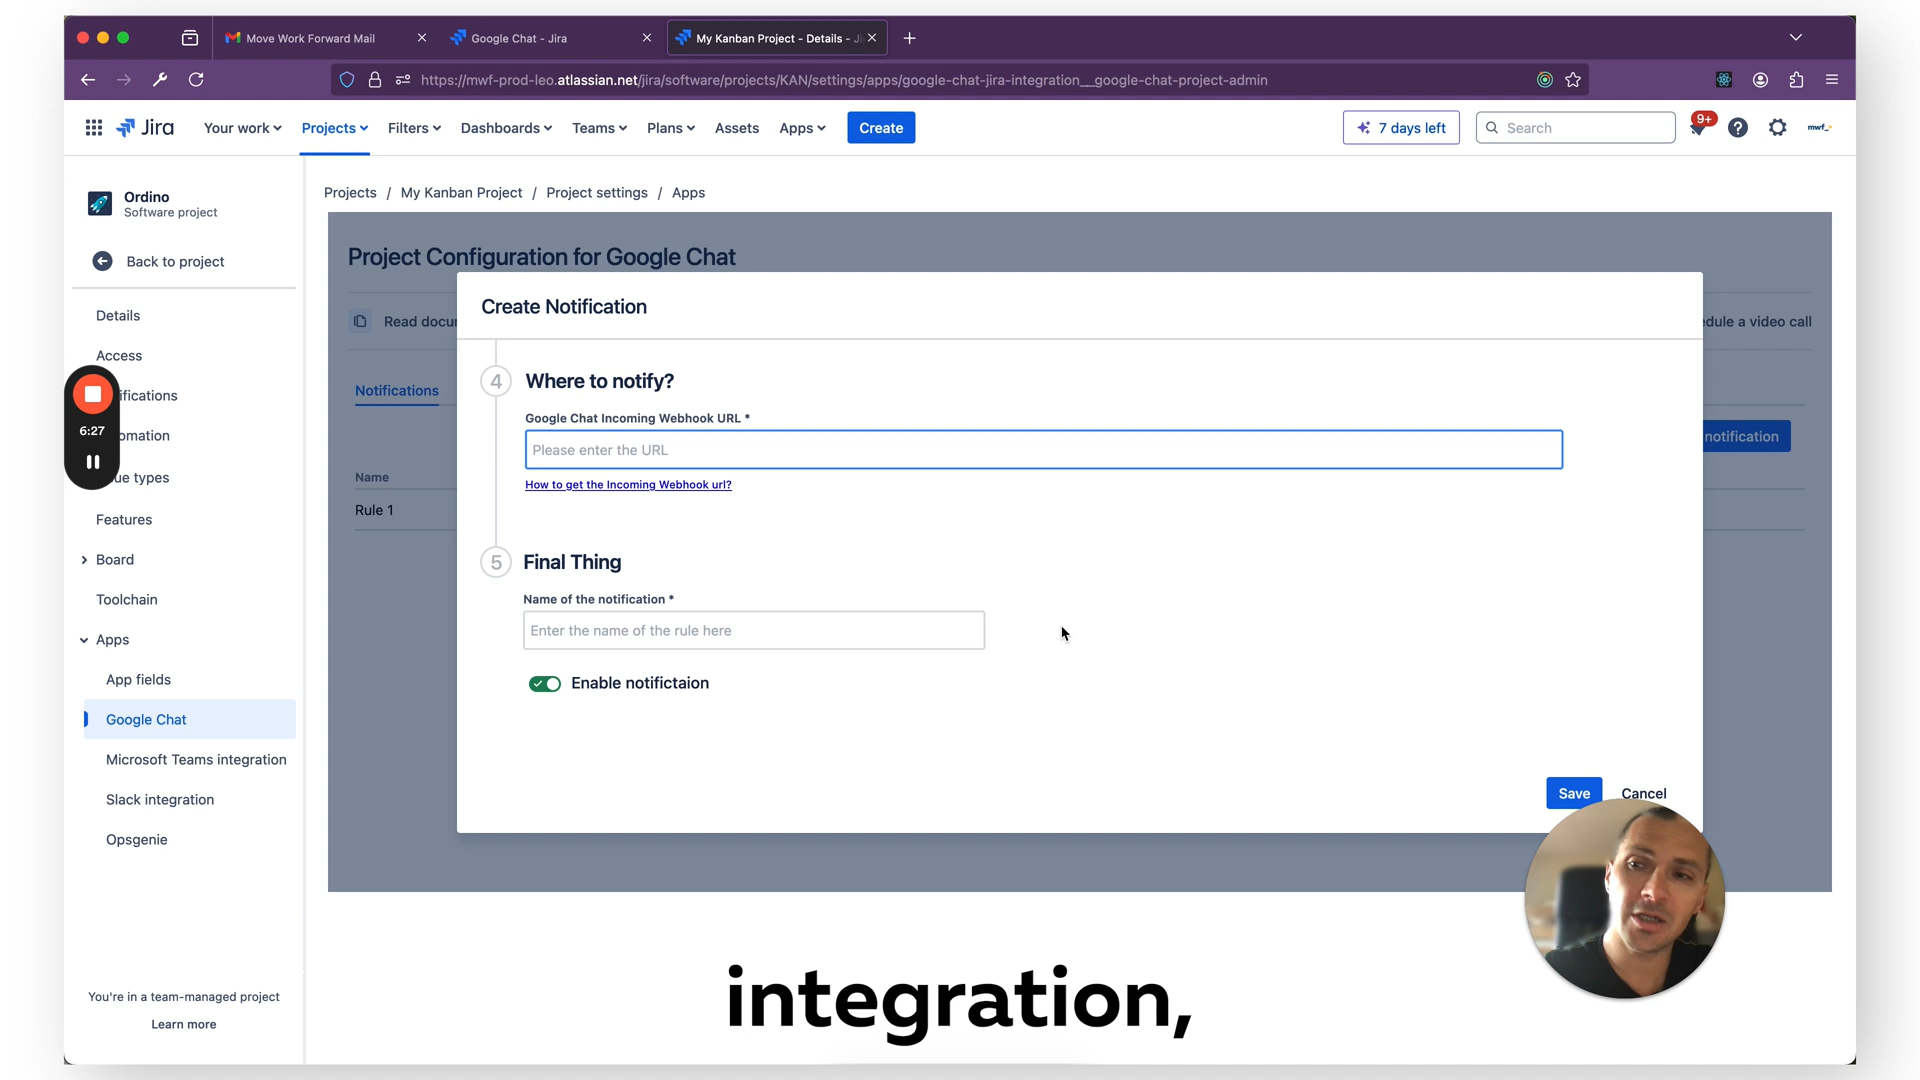 Move Work Forward Mail
Google Chat - Jira
My Kanban Project - Details - Ji
https://mwf-prod-leo.atlassian.net/jira/software/projects/KAN/settings/apps/google-chat-jira-integration__google-chat-project-admin
Jira
Your work
Projects
Filters
Dashboards
Teams
Plans
Assets
Apps
Create
7 days left
Search
9+
mwf_
Ordino
Software project
Back to project
Details
Access
ifications
omation
ue types
Features
Board
Toolchain
Apps
App fields
Google Chat
Microsoft Teams integration
Slack integration
Opsgenie
You're in a team-managed project
Learn more
6:27
Projects / My Kanban Project / Project settings / Apps
Project Configuration for Google Chat
Read docu
edule a video call
Notifications
notification
Name
Rule 1
Create Notification
4
Where to notify?
Google Chat Incoming Webhook URL *
Please enter the URL
How to get the Incoming Webhook url?
5
Final Thing
Name of the notification *
Enter the name of the rule here
Enable notifictaion
Save
Cancel
integration,